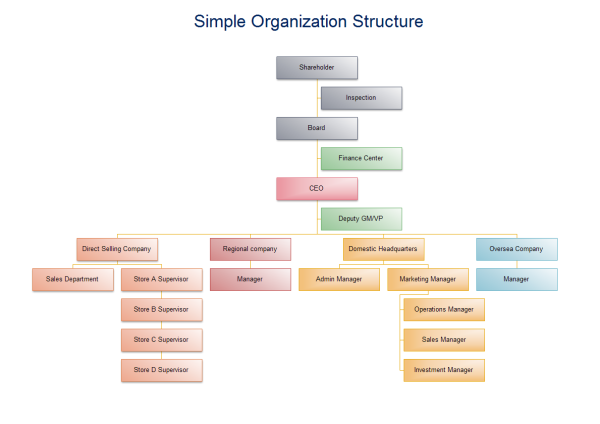 Simple Organization Structure
Shareholder
Inspection
Board
Finance Center
CEO
Deputy GM/VP
Direct Selling Company
Regional company
Domestic Headquarters
Oversea Company
Sales Department
Store A Supervisor
Manager
Admin Manager
Marketing Manager
Manager
Store B Supervisor
Operations Manager
Store C Supervisor
Sales Manager
Store D Supervisor
Investment Manager